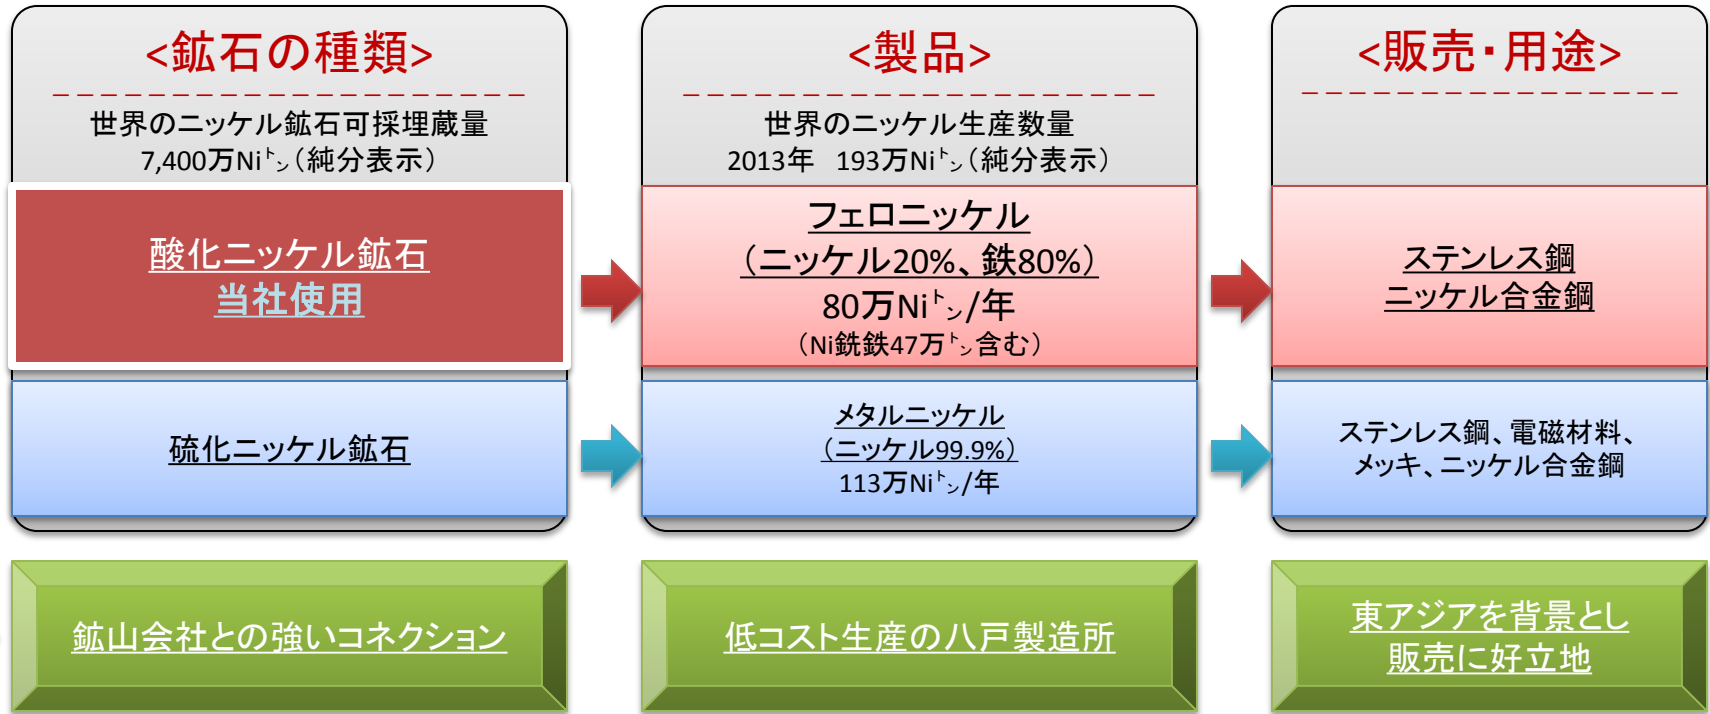 <鉱石の種類>
世界のニッケル鉱石可採埋蔵量
7,400万Niトン(純分表示)
酸化ニッケル鉱石
当社使用
硫化ニッケル鉱石
鉱山会社との強いコネクション
<製品>
世界のニッケル生産数量
2013年 193万Niトン(純分表示)
フェロニッケル
(ニッケル20%、鉄80%)
80万Niトン/年
(Ni銑鉄47万トン含む)
メタルニッケル
(ニッケル99.9%)
113万Niトン/年
低コスト生産の八戸製造所
<販売・用途>
ステンレス鋼
ニッケル合金鋼
ステンレス鋼、電磁材料、
メッキ、ニッケル合金鋼
東アジアを背景とし
販売に好立地